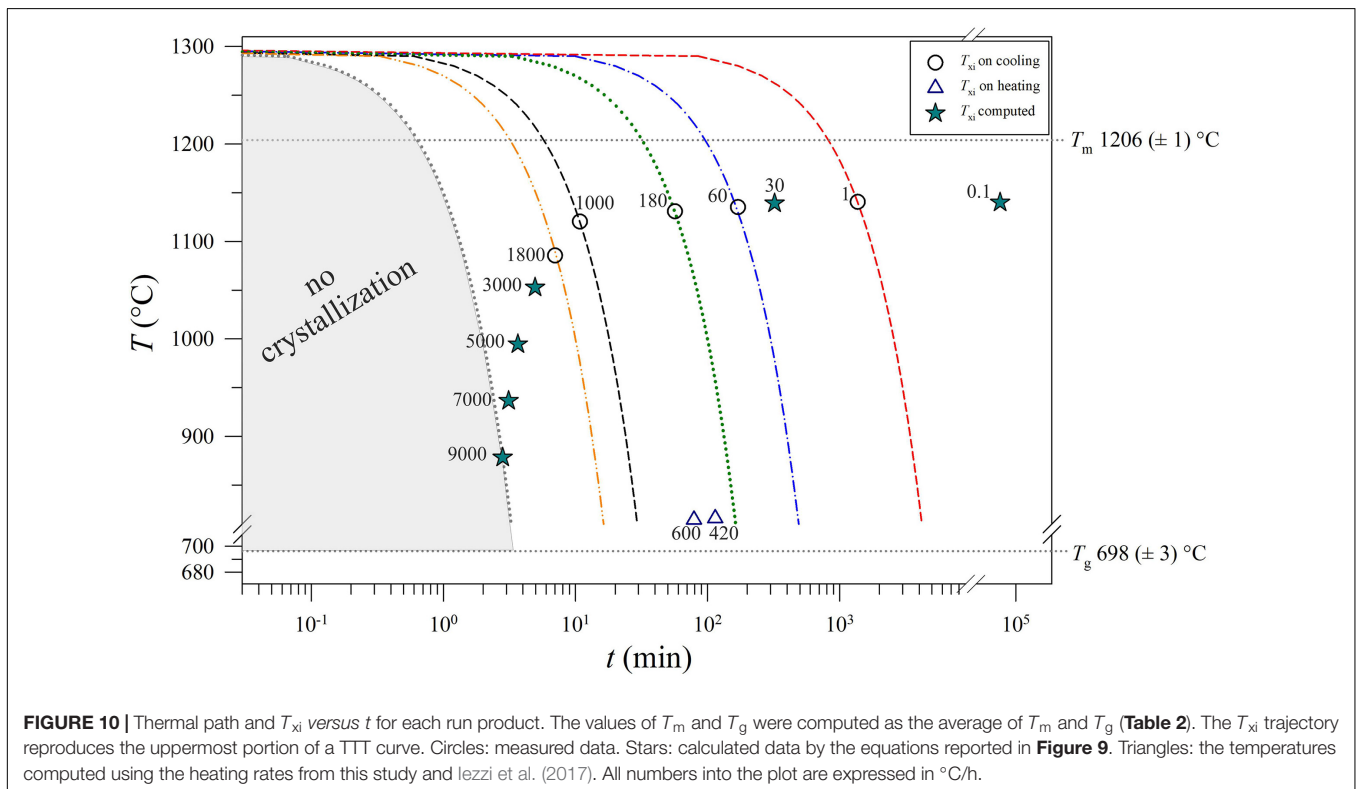 1300
1200
1100
1000
900
700
680
T (°C)
T_xi on cooling
T_xi on heating
T_xi computed
T_m 1206 (± 1) °C
T_g 698 (± 3) °C
no
crystallization
1000
180
60
30
1
0.1
1800
3000
5000
7000
9000
600
420
10^-1
10^0
10^1
10^2
10^3
10^5
t (min)
FIGURE 10 | Thermal path and T_xi versus t for each run product. The values of T_m and T_g were computed as the average of T_m and T_g (Table 2). The T_xi trajectory
reproduces the uppermost portion of a TTT curve. Circles: measured data. Stars: calculated data by the equations reported in Figure 9. Triangles: the temperatures
computed using the heating rates from this study and Iezzi et al. (2017). All numbers into the plot are expressed in °C/h.